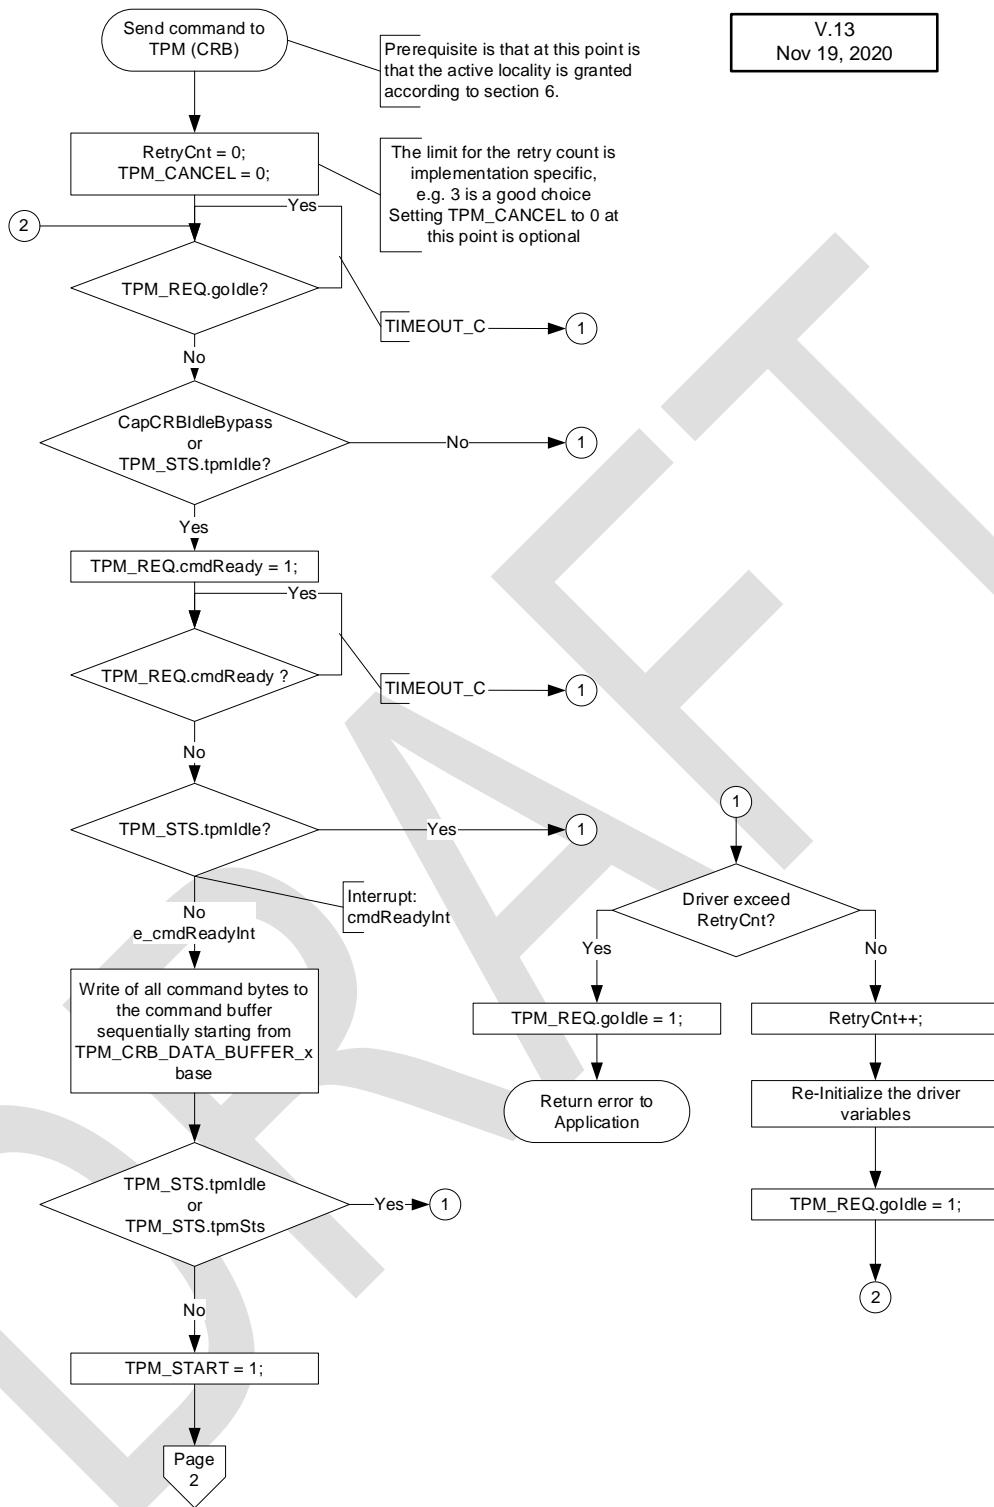 Send command to
TPM (CRB)
Prerequisite is that at this point is
that the active locality is granted
according to section 6.
V.13
Nov 19, 2020
RetryCnt = 0;
TPM_CANCEL = 0;
The limit for the retry count is
implementation specific,
e.g. 3 is a good choice
Setting TPM_CANCEL to 0 at
this point is optional
Yes
2
TPM_REQ.goIdle?
TIMEOUT_C
1
No
CapCRBIdleBypass
or
TPM_STS.tpmIdle?
No
1
Yes
TPM_REQ.cmdReady = 1;
Yes
TPM_REQ.cmdReady ?
TIMEOUT_C
1
No
TPM_STS.tpmIdle?
Yes
1
Interrupt:
cmdReadyInt
No
e_cmdReadyInt
Write of all command bytes to
the command buffer
sequentially starting from
TPM_CRB_DATA_BUFFER_x
base
TPM_STS.tpmIdle
or
TPM_STS.tpmSts
Yes
1
No
TPM_START = 1;
Page
2
1
Driver exceed
RetryCnt?
Yes
No
TPM_REQ.goIdle = 1;
Return error to
Application
RetryCnt++;
Re-Initialize the driver
variables
TPM_REQ.goIdle = 1;
2
DRAFT